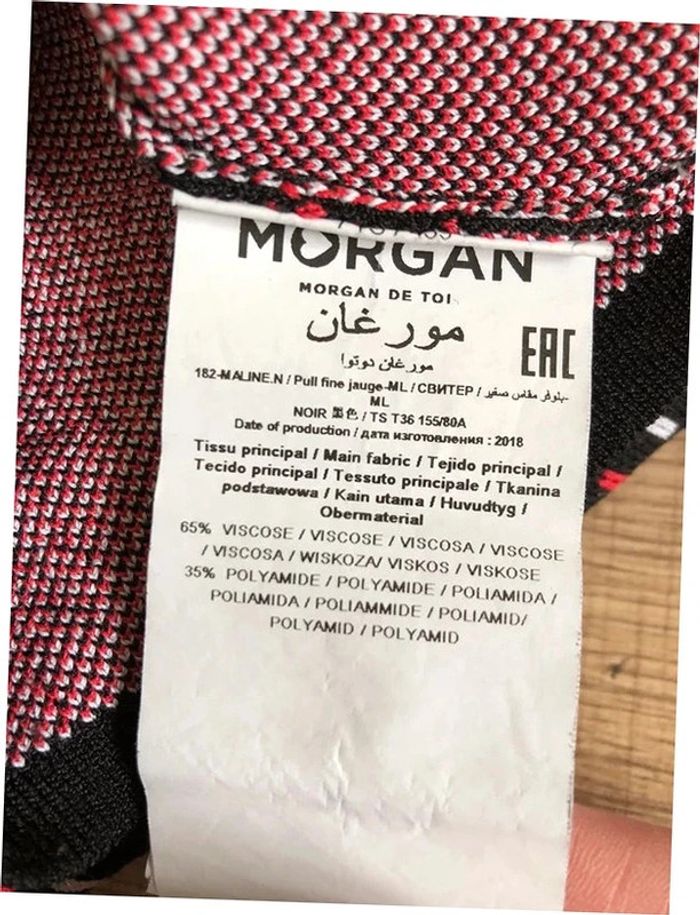 MORGAN
MORGAN DE TOI
مورغان
مورغان دوتوا
EAC
182-MALINE.N / Pull fine jauge-ML / СВИТЕР / بلوفر مقاس صغير-
ML
NOIR 黑色 / TS T36 155/80A
Date of production / дата изготовления : 2018
Tissu principal / Main fabric / Tejido principal /
Tecido principal / Tessuto principale / Tkanina
podstawowa / Kain utama / Huvudtyg /
Obermaterial
65% VISCOSE / VISCOSE / VISCOSA / VISCOSE
/ VISCOSA / WISKOZA/ VISKOS / VISKOSE
35% POLYAMIDE / POLYAMIDE / POLIAMIDA /
POLIAMIDA / POLIAMMIDE / POLIAMID/
POLYAMID / POLYAMID